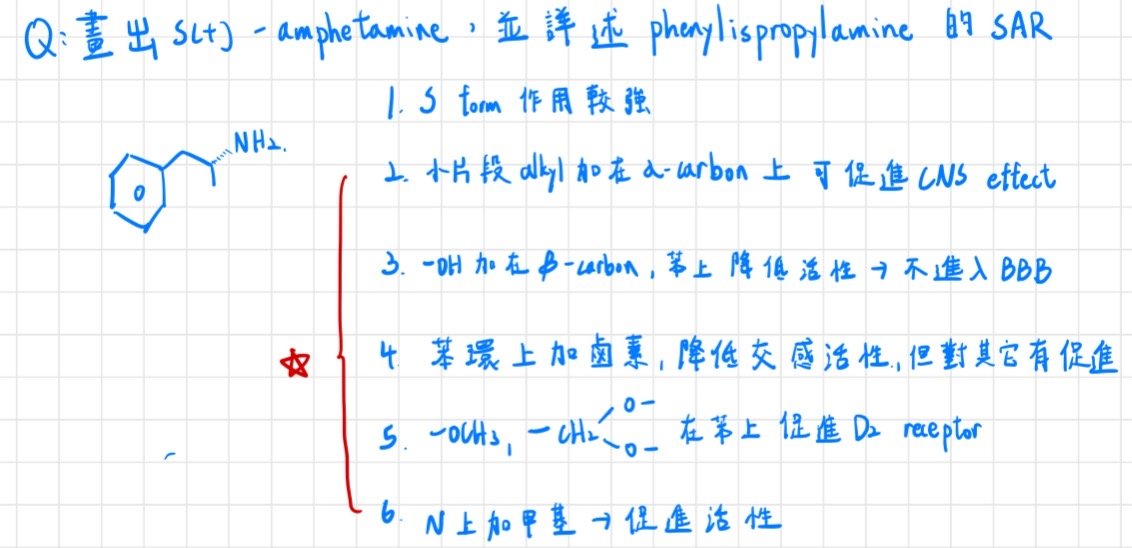 Q:畫出 S(+)-amphetamine,並詳述 phenylispropylamine 的 SAR
1. S form 作用較強
NH2.
2. 小片段 alkyl 加在 α-carbon 上 可促進 CNS effect
3. -OH 加在 β-carbon,苯上 降低活性 → 不進入 BBB
4. 苯環上加鹵素,降低交感活性,但對其它有促進
5. -OCH3, -CH2 O- O- 在苯上 促進 D2 receptor
6. N上加甲基 → 促進活性